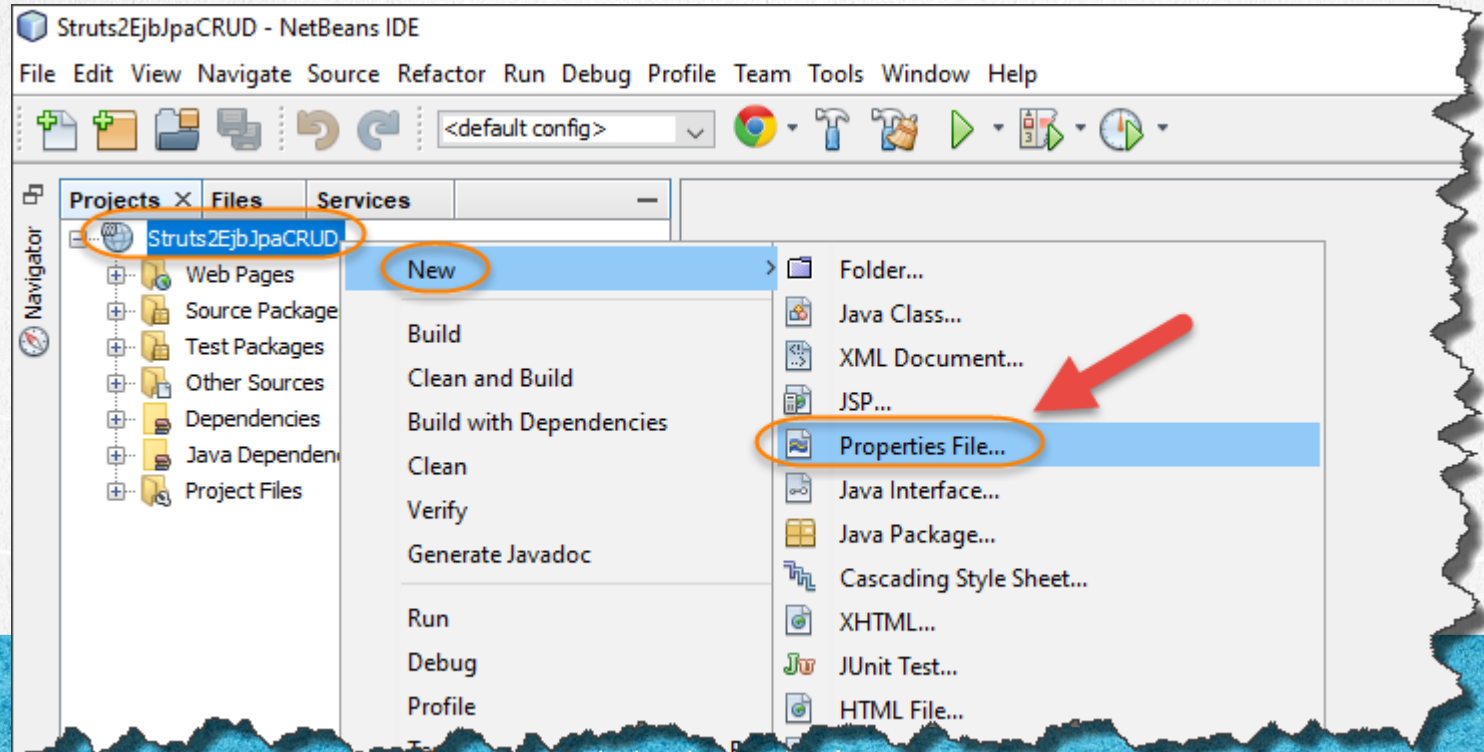 Struts2EjbJpaCRUD - NetBeans IDE
File Edit View Navigate Source Refactor Run Debug Profile Team Tools Window Help
<default config>
Projects Files Services
Navigator
Struts2EjbJpaCRUD
Web Pages
Source Package
Test Packages
Other Sources
Dependencies
Java Dependen
Project Files
New
Build
Clean and Build
Build with Dependencies
Clean
Verify
Generate Javadoc
Run
Debug
Profile
Folder...
Java Class...
XML Document...
JSP...
Properties File...
Java Interface...
Java Package...
Cascading Style Sheet...
XHTML...
JUnit Test...
HTML File...